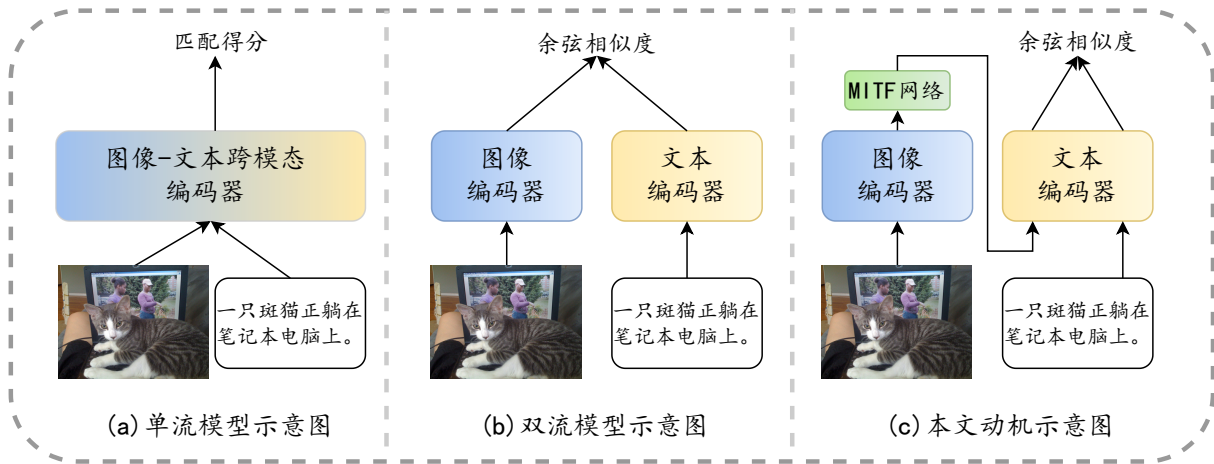 匹配得分
图像-文本跨模态
编码器
一只斑猫正躺在
笔记本电脑上。
(a)单流模型示意图
余弦相似度
图像
编码器
文本
编码器
一只斑猫正躺在
笔记本电脑上。
(b)双流模型示意图
余弦相似度
MITF网络
图像
编码器
文本
编码器
一只斑猫正躺在
笔记本电脑上。
(c)本文动机示意图